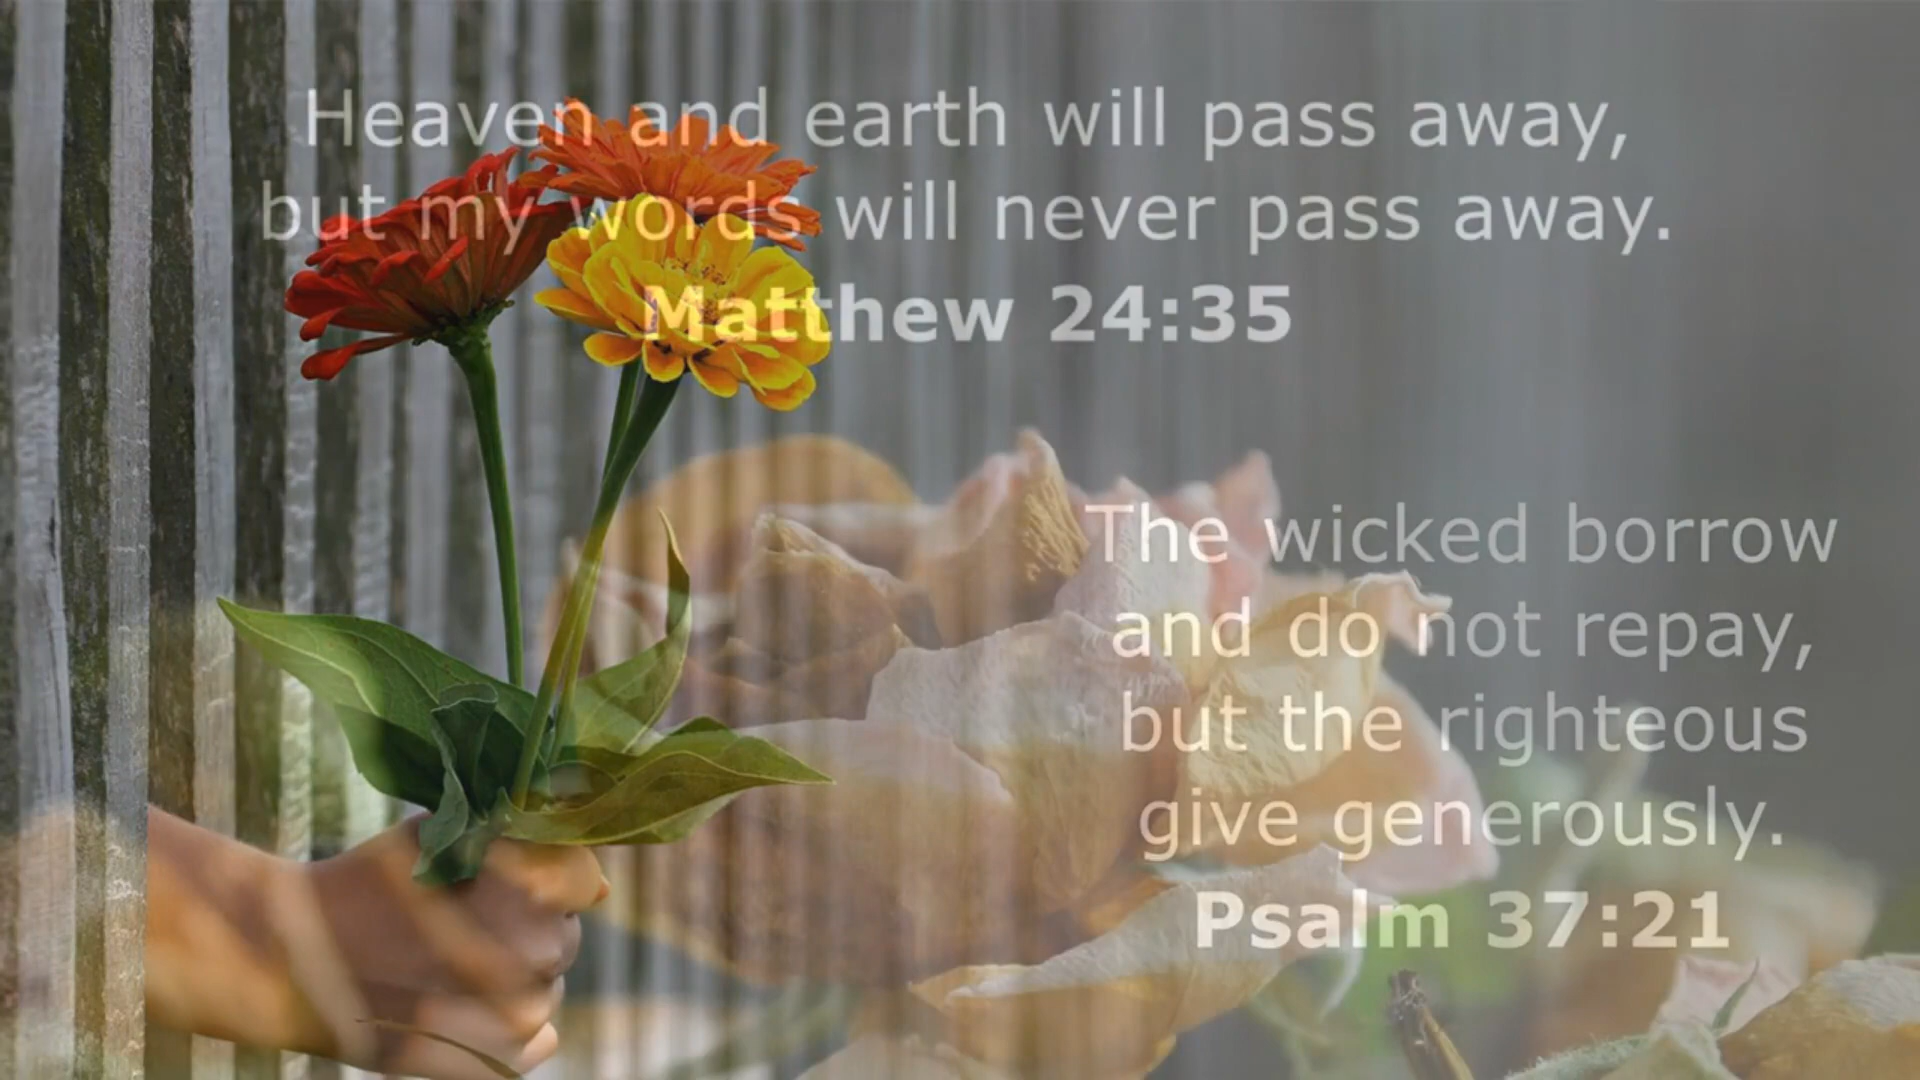 Heaven and earth will pass away,
but my words will never pass away.
Matthew 24:35
The wicked borrow
and do not repay,
but the righteous
give generously.
Psalm 37:21